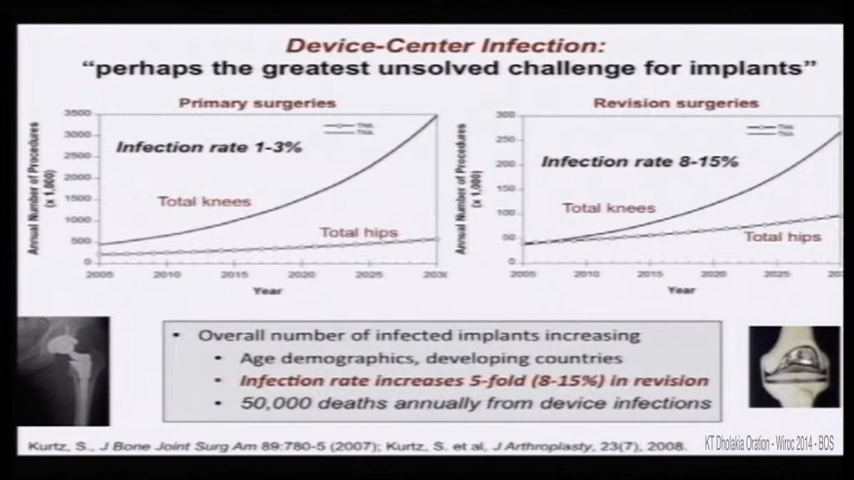 Device-Center Infection:
“perhaps the greatest unsolved challenge for implants”
Primary surgeries
Annual Number of Procedures
(x 1,000)
3500
3000
2500
2000
1500
1000
500
0
Infection rate 1-3%
THA
TKA
Total knees
Total hips
2005 2010 2015 2020 2025
Year
Revision surgeries
Annual Number of Procedures
(x 1,000)
300
250
200
150
100
50
0
Infection rate 8-15%
THA
TKA
Total knees
Total hips
2005 2010 2015 2020 2025
Year
• Overall number of infected implants increasing
• Age demographics, developing countries
• Infection rate increases 5-fold (8-15%) in revision
• 50,000 deaths annually from device infections
Kurtz, S., J Bone Joint Surg Am 89:780-5 (2007); Kurtz, S. et al, J Arthroplasty, 23(7), 2008.
KT Dholakia Oration - Wiroc 2014 - BOS